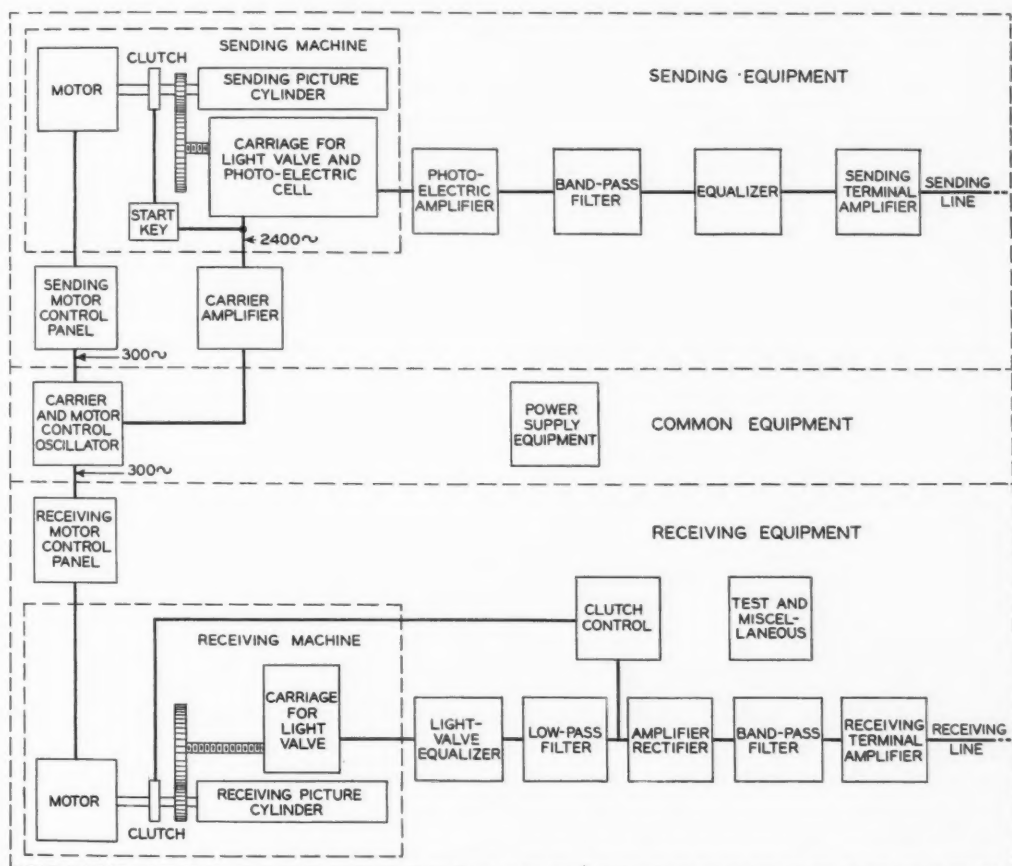 SENDING MACHINE
CLUTCH
MOTOR
SENDING PICTURE
CYLINDER
CARRIAGE FOR
LIGHT VALVE AND
PHOTO-ELECTRIC
CELL
START
KEY
2400~
SENDING EQUIPMENT
PHOTO-
ELECTRIC
AMPLIFIER
BAND-PASS
FILTER
EQUALIZER
SENDING
TERMINAL
AMPLIFIER
SENDING
LINE
SENDING
MOTOR
CONTROL
PANEL
CARRIER
AMPLIFIER
300~
CARRIER
AND MOTOR
CONTROL
OSCILLATOR
POWER
SUPPLY
EQUIPMENT
COMMON EQUIPMENT
300~
RECEIVING
MOTOR
CONTROL
PANEL
RECEIVING EQUIPMENT
CLUTCH
CONTROL
TEST AND
MISCEL-
LANEOUS
RECEIVING MACHINE
CARRIAGE
FOR
LIGHT
VALVE
LIGHT-
VALVE
EQUALIZER
LOW-PASS
FILTER
AMPLIFIER
RECTIFIER
BAND-PASS
FILTER
RECEIVING
TERMINAL
AMPLIFIER
RECEIVING
LINE
MOTOR
RECEIVING PICTURE
CYLINDER
CLUTCH